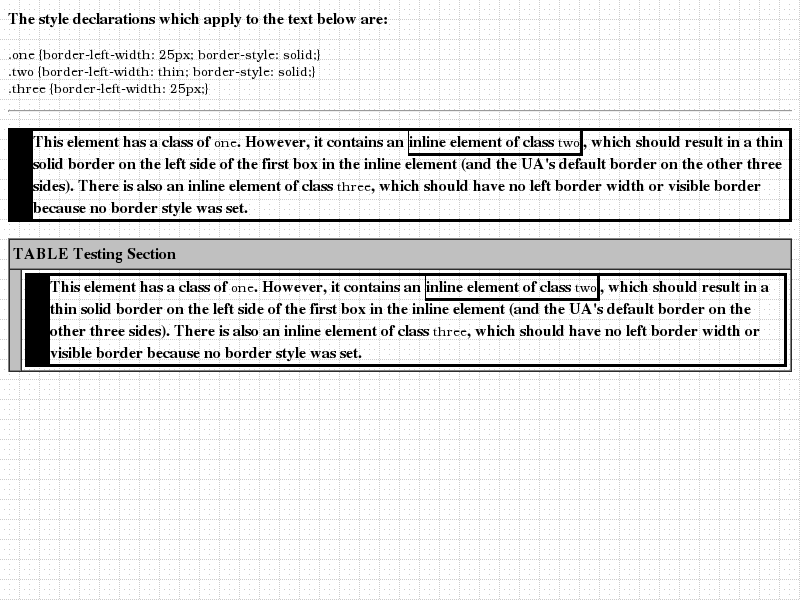 The style declarations which apply to the text below are:
.one {border-left-width: 25px; border-style: solid;}
.two {border-left-width: thin; border-style: solid;}
.three {border-left-width: 25px;}
This element has a class of one. However, it contains an inline element of class two, which should result in a thin
solid border on the left side of the first box in the inline element (and the UA's default border on the other three
sides). There is also an inline element of class three, which should have no left border width or visible border
because no border style was set.
TABLE Testing Section
This element has a class of one. However, it contains an inline element of class two, which should result in a
thin solid border on the left side of the first box in the inline element (and the UA's default border on the
other three sides). There is also an inline element of class three, which should have no left border width or
visible border because no border style was set.